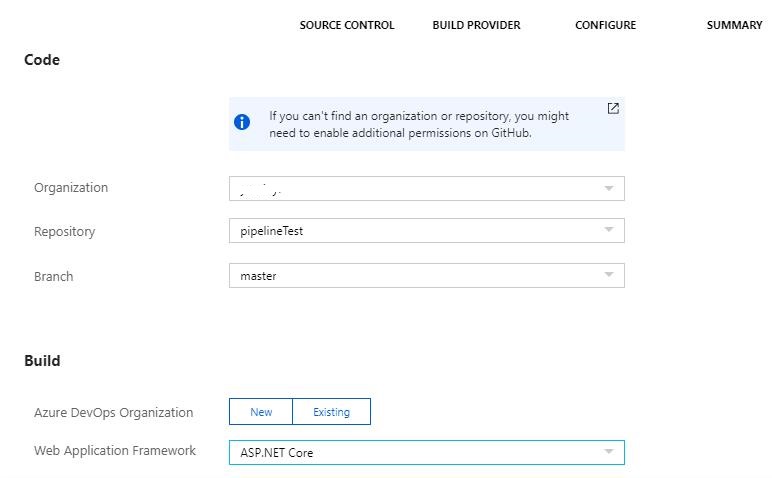 SOURCE CONTROL BUILD PROVIDER CONFIGURE SUMMARY
Code
If you can't find an organization or repository, you might
need to enable additional permissions on GitHub.
Organization
Repository pipelineTest
Branch master
Build
Azure DevOps Organization New Existing
Web Application Framework ASP.NET Core